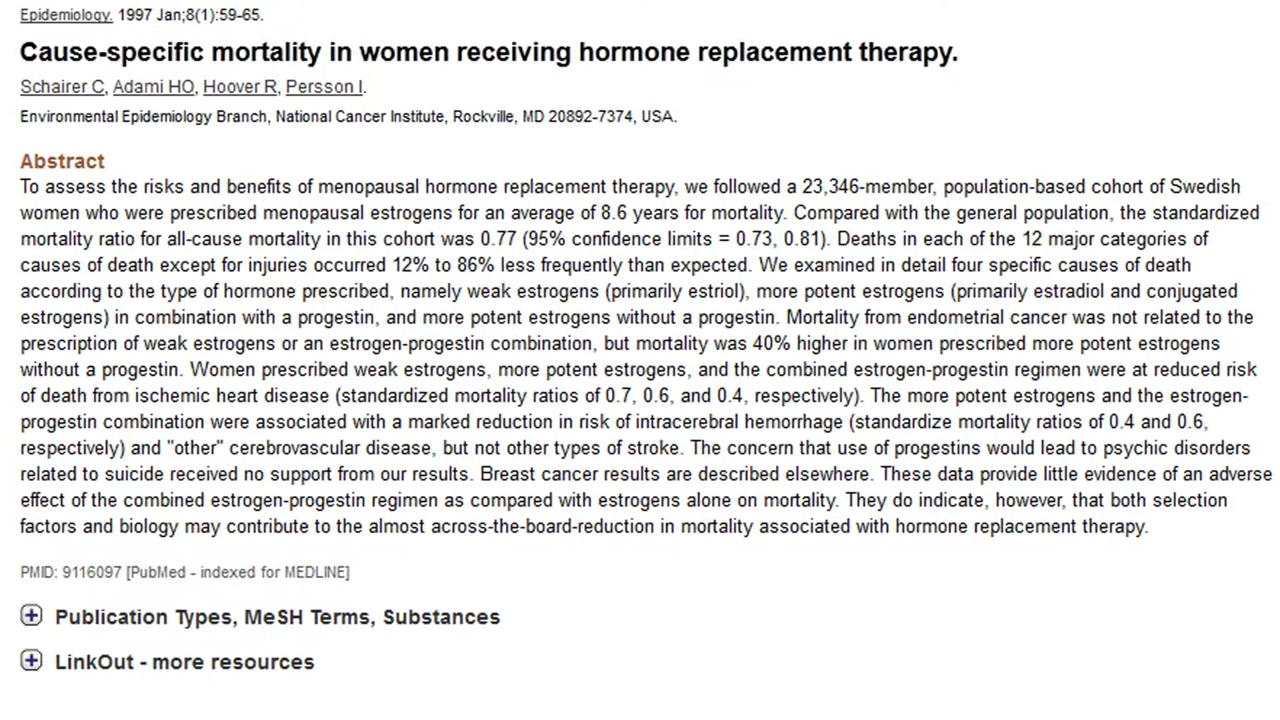 Epidemiology. 1997 Jan;8(1):59-65.
Cause-specific mortality in women receiving hormone replacement therapy.
Schairer C, Adami HO, Hoover R, Persson I.
Environmental Epidemiology Branch, National Cancer Institute, Rockville, MD 20892-7374, USA.
Abstract
To assess the risks and benefits of menopausal hormone replacement therapy, we followed a 23,346-member, population-based cohort of Swedish
women who were prescribed menopausal estrogens for an average of 8.6 years for mortality. Compared with the general population, the standardized
mortality ratio for all-cause mortality in this cohort was 0.77 (95% confidence limits = 0.73, 0.81). Deaths in each of the 12 major categories of
causes of death except for injuries occurred 12% to 86% less frequently than expected. We examined in detail four specific causes of death
according to the type of hormone prescribed, namely weak estrogens (primarily estriol), more potent estrogens (primarily estradiol and conjugated
estrogens) in combination with a progestin, and more potent estrogens without a progestin. Mortality from endometrial cancer was not related to the
prescription of weak estrogens or an estrogen-progestin combination, but mortality was 40% higher in women prescribed more potent estrogens
without a progestin. Women prescribed weak estrogens, more potent estrogens, and the combined estrogen-progestin regimen were at reduced risk
of death from ischemic heart disease (standardized mortality ratios of 0.7, 0.6, and 0.4, respectively). The more potent estrogens and the estrogen-
progestin combination were associated with a marked reduction in risk of intracerebral hemorrhage (standardize mortality ratios of 0.4 and 0.6,
respectively) and "other" cerebrovascular disease, but not other types of stroke. The concern that use of progestins would lead to psychic disorders
related to suicide received no support from our results. Breast cancer results are described elsewhere. These data provide little evidence of an adverse
effect of the combined estrogen-progestin regimen as compared with estrogens alone on mortality. They do indicate, however, that both selection
factors and biology may contribute to the almost across-the-board-reduction in mortality associated with hormone replacement therapy.
PMID: 9116097 [PubMed - indexed for MEDLINE]
Publication Types, MeSH Terms, Substances
LinkOut - more resources